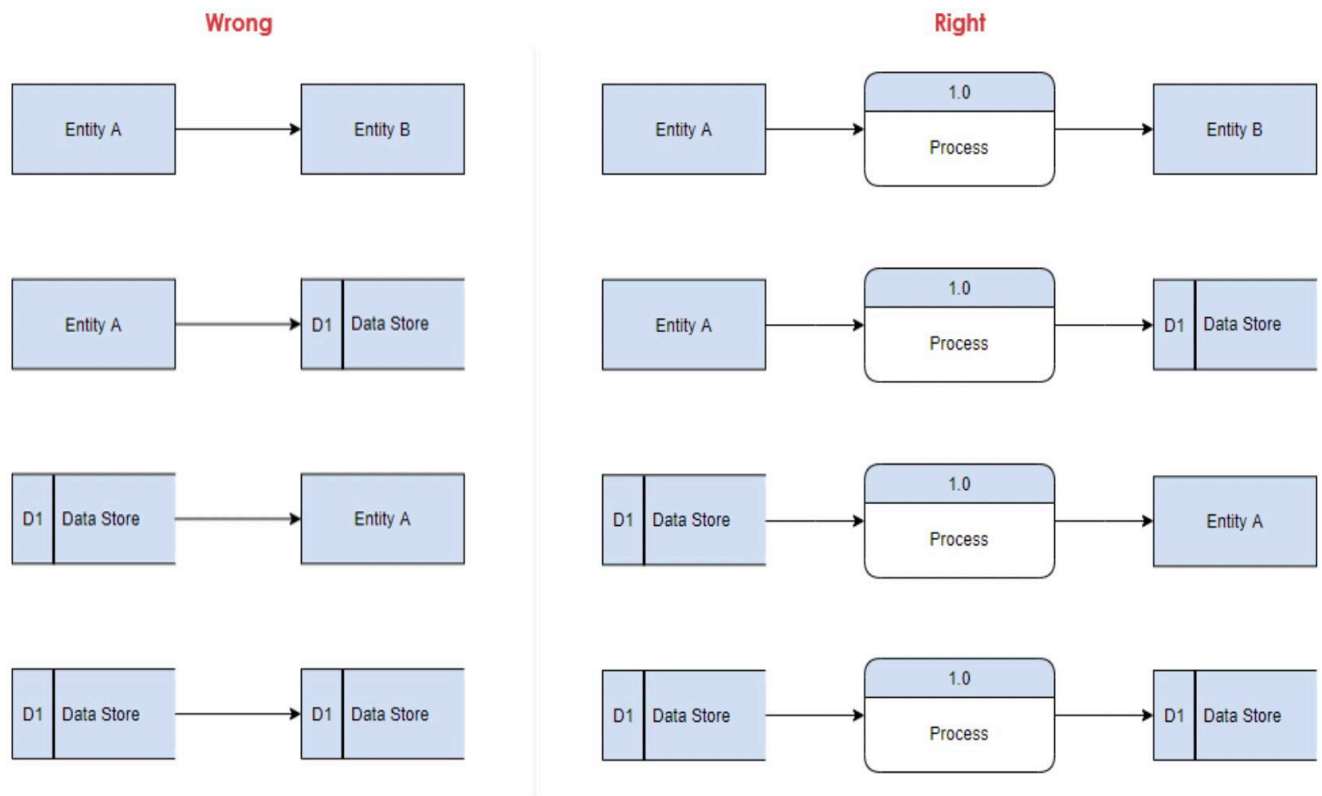 Wrong
Right
Entity A
Entity B
Entity A
1.0
Process
Entity B
Entity A
D1
Data Store
Entity A
1.0
Process
D1
Data Store
D1
Data Store
Entity A
D1
Data Store
1.0
Process
Entity A
D1
Data Store
D1
Data Store
D1
Data Store
1.0
Process
D1
Data Store